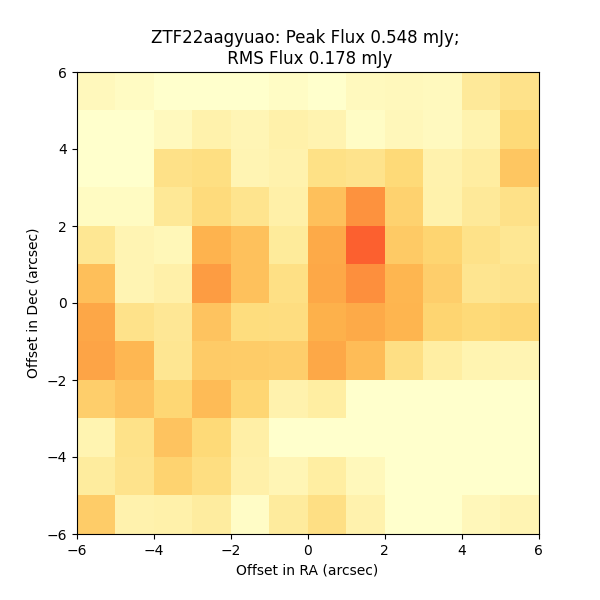 ZTF22aagyuao: Peak Flux 0.548 mJy;
RMS Flux 0.178 mJy
6
4
2
0
−2
−4
−6
Offset in Dec (arcsec)
−6 −4 −2 0 2 4 6
Offset in RA (arcsec)